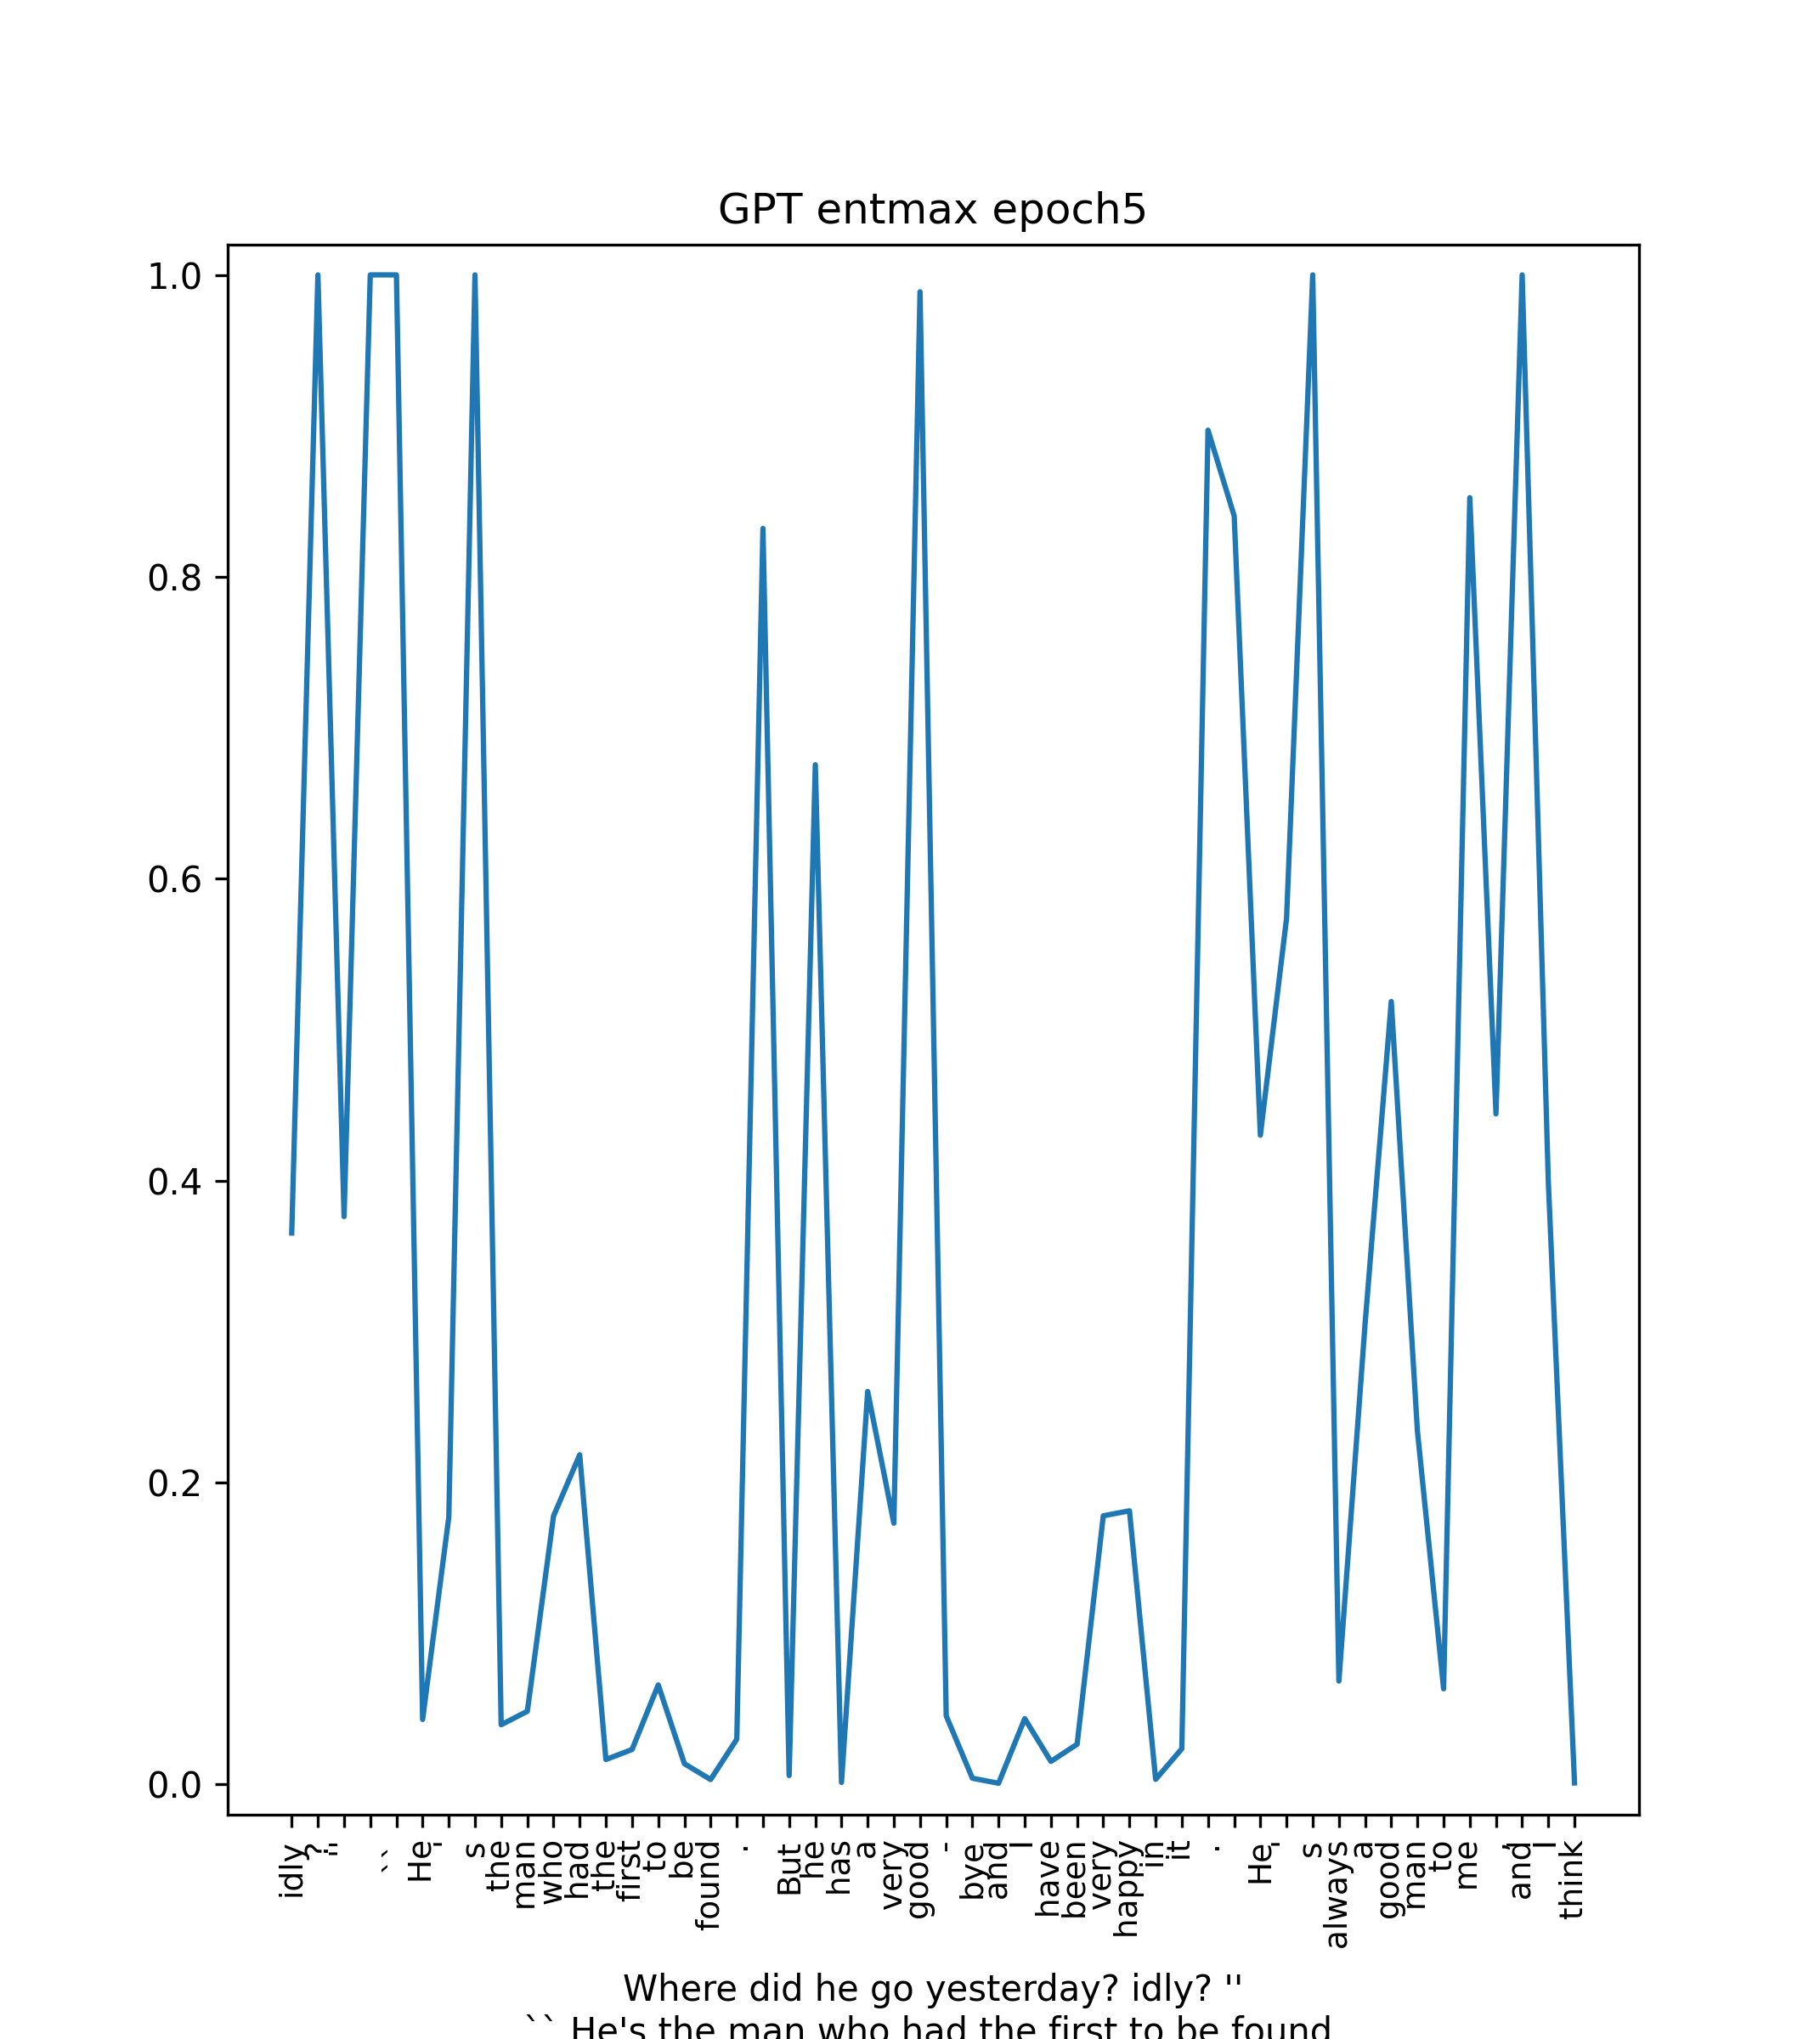 GPT entmax epoch5
1.0
0.8
0.6
0.4
0.2
0.0
idly
?
''
``
He
'
s
the
man
who
had
the
first
to
be
found
.
But
he
has
a
very
good
-
bye
and
I
have
been
very
happy
in
it
.
He
'
s
always
a
good
man
to
me
,
and
I
think
Where did he go yesterday? idly? ''
`` He's the man who had the first to be found